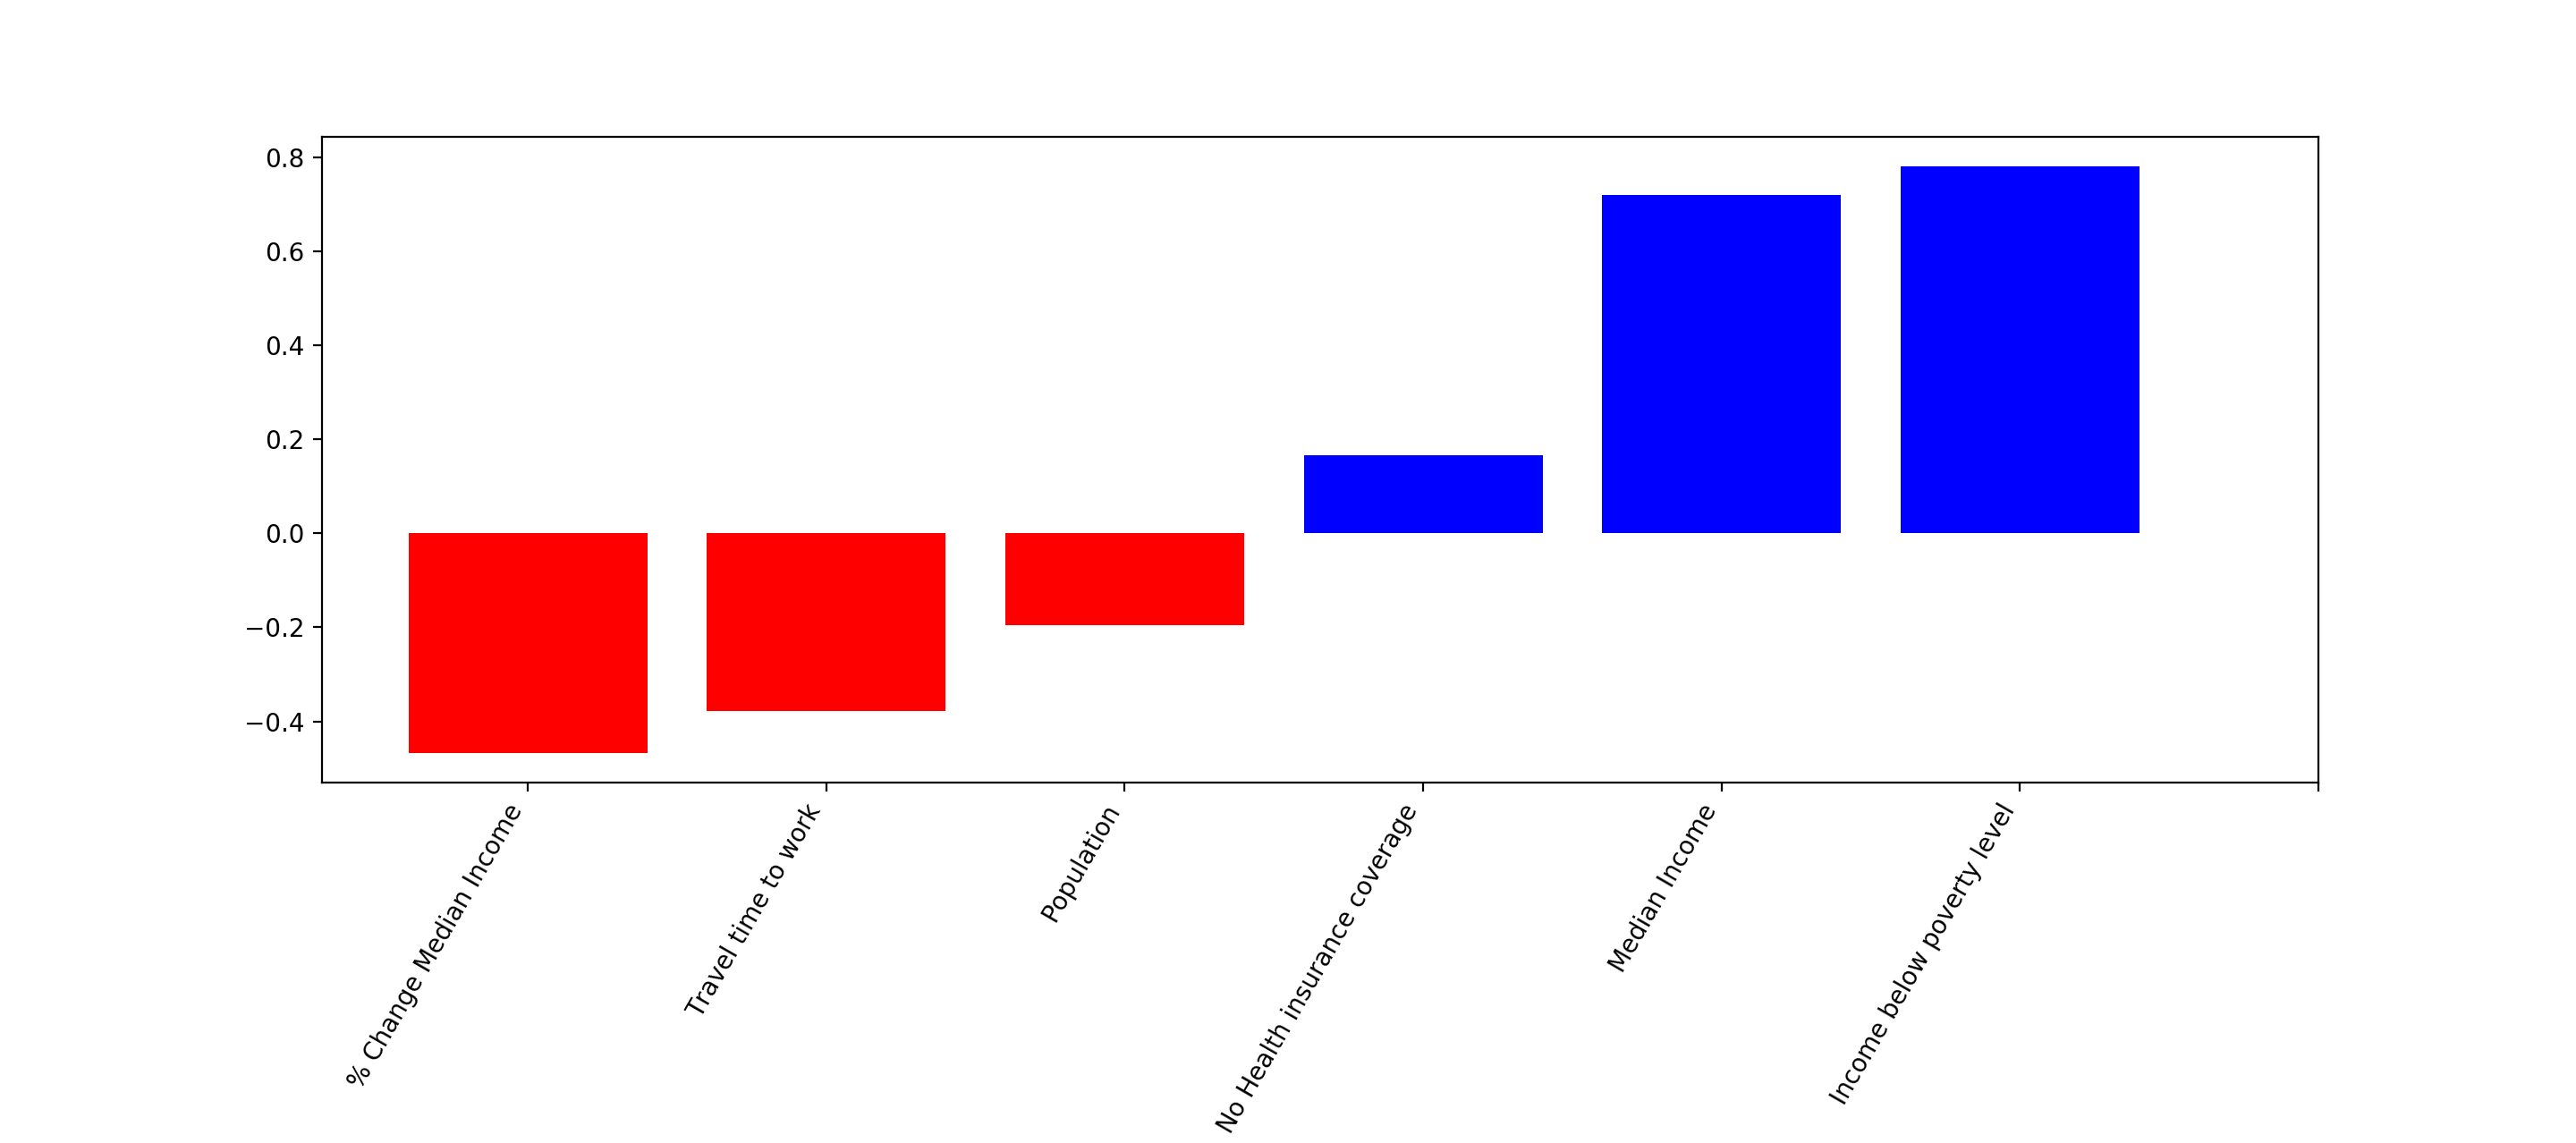 0.8
0.6
0.4
0.2
0.0
−0.2
−0.4
% Change Median Income
Travel time to work
Population
No Health insurance coverage
Median Income
Income below poverty level